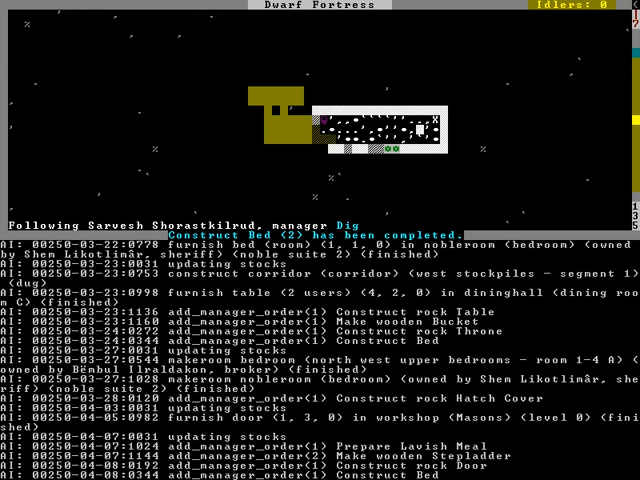 Dwarf Fortress
Idlers: 0
Following Sarvesh Shorastkilrud, manager Dig
Construct Bed (2) has been completed.
AI: 00250-03-22:0778 furnish bed (room) (1, 1, 0) in nobleroom (bedroom) (owned
by Shem Likotlimâr, sheriff) (noble suite 2) (finished)
AI: 00250-03-23:0031 updating stocks
AI: 00250-03-23:0753 construct corridor (corridor) (west stockpiles - segment 1)
(dug)
AI: 00250-03-23:0998 furnish table (2 users) (4, 2, 0) in dininghall (dining roo
m C) (finished)
AI: 00250-03-23:1136 add_manager_order(1) Construct rock Table
AI: 00250-03-23:1160 add_manager_order(1) Make wooden Bucket
AI: 00250-03-24:0272 add_manager_order(1) Construct rock Throne
AI: 00250-03-24:0344 add_manager_order(1) Construct Bed
AI: 00250-03-27:0031 updating stocks
AI: 00250-03-27:0544 makeroom bedroom (north west upper bedrooms - room 1-4 A) (
owned by Bëmbul Ilraldakon, broker) (finished)
AI: 00250-03-27:1028 makeroom nobleroom (bedroom) (owned by Shem Likotlimâr, she
riff) (noble suite 2) (finished)
AI: 00250-03-28:0120 add_manager_order(1) Construct rock Hatch Cover
AI: 00250-04-03:0031 updating stocks
AI: 00250-04-05:0982 furnish door (1, 3, 0) in workshop (Masons) (level 0) (fini
shed)
AI: 00250-04-07:0031 updating stocks
AI: 00250-04-07:1024 add_manager_order(1) Prepare Lavish Meal
AI: 00250-04-07:1144 add_manager_order(2) Make wooden Stepladder
AI: 00250-04-08:0192 add_manager_order(1) Construct rock Door
AI: 00250-04-08:0344 add_manager_order(1) Construct Bed